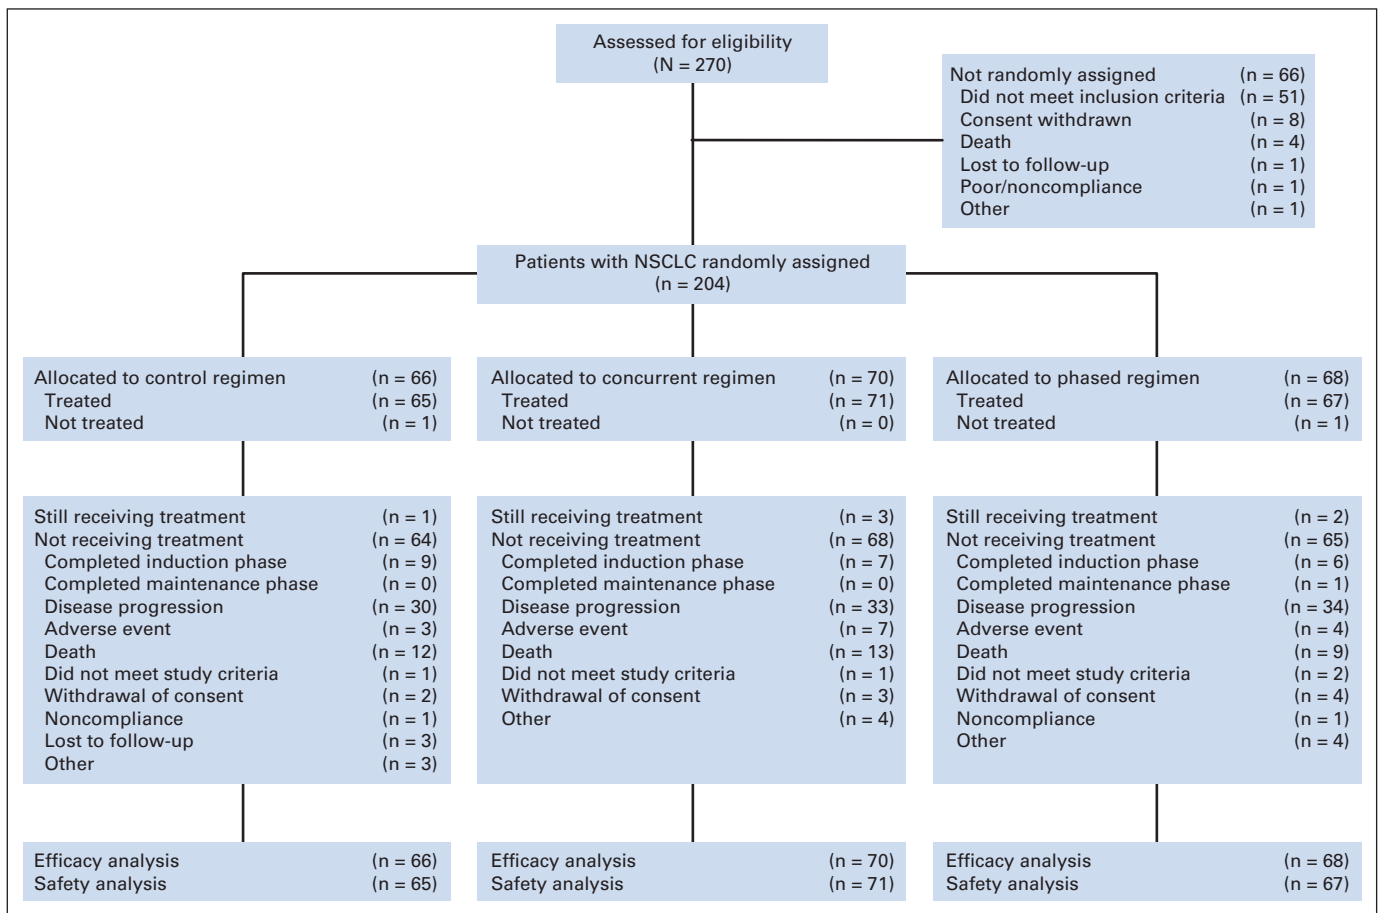 Assessed for eligibility
(N = 270)
Not randomly assigned (n = 66)
Did not meet inclusion criteria (n = 51)
Consent withdrawn (n = 8)
Death (n = 4)
Lost to follow-up (n = 1)
Poor/noncompliance (n = 1)
Other (n = 1)
Patients with NSCLC randomly assigned
(n = 204)
Allocated to control regimen (n = 66)
Treated (n = 65)
Not treated (n = 1)
Allocated to concurrent regimen (n = 70)
Treated (n = 71)
Not treated (n = 0)
Allocated to phased regimen (n = 68)
Treated (n = 67)
Not treated (n = 1)
Still receiving treatment (n = 1)
Not receiving treatment (n = 64)
Completed induction phase (n = 9)
Completed maintenance phase (n = 0)
Disease progression (n = 30)
Adverse event (n = 3)
Death (n = 12)
Did not meet study criteria (n = 1)
Withdrawal of consent (n = 2)
Noncompliance (n = 1)
Lost to follow-up (n = 3)
Other (n = 3)
Still receiving treatment (n = 3)
Not receiving treatment (n = 68)
Completed induction phase (n = 7)
Completed maintenance phase (n = 0)
Disease progression (n = 33)
Adverse event (n = 7)
Death (n = 13)
Did not meet study criteria (n = 1)
Withdrawal of consent (n = 3)
Other (n = 4)
Still receiving treatment (n = 2)
Not receiving treatment (n = 65)
Completed induction phase (n = 6)
Completed maintenance phase (n = 1)
Disease progression (n = 34)
Adverse event (n = 4)
Death (n = 9)
Did not meet study criteria (n = 2)
Withdrawal of consent (n = 4)
Noncompliance (n = 1)
Other (n = 4)
Efficacy analysis (n = 66)
Safety analysis (n = 65)
Efficacy analysis (n = 70)
Safety analysis (n = 71)
Efficacy analysis (n = 68)
Safety analysis (n = 67)